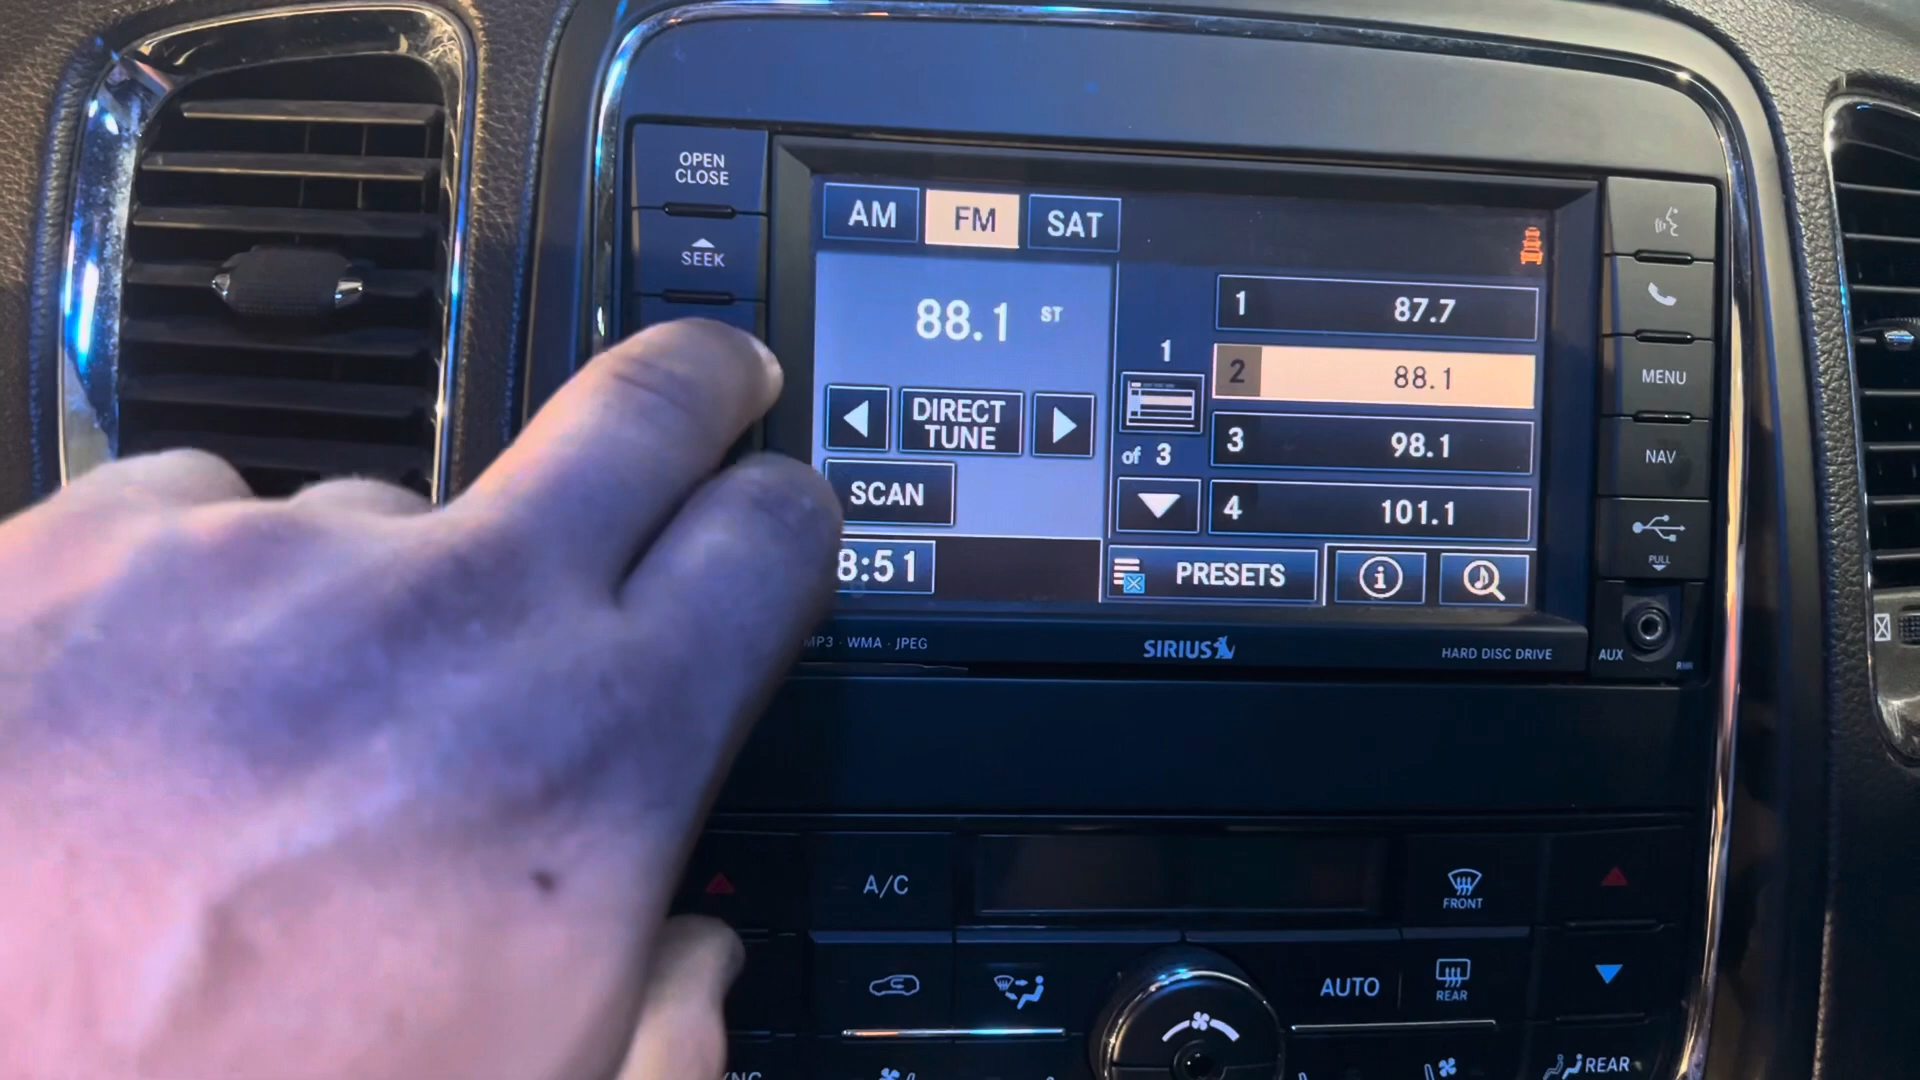 OPEN
CLOSE
SEEK
AM
FM
SAT
88.1 ST
DIRECT
TUNE
SCAN
8:51
1
of 3
1 87.7
2 88.1
3 98.1
4 101.1
PRESETS
MP3 · WMA · JPEG
SIRIUS
HARD DISC DRIVE
MENU
NAV
PULL
AUX
A/C
FRONT
AUTO
REAR
REAR